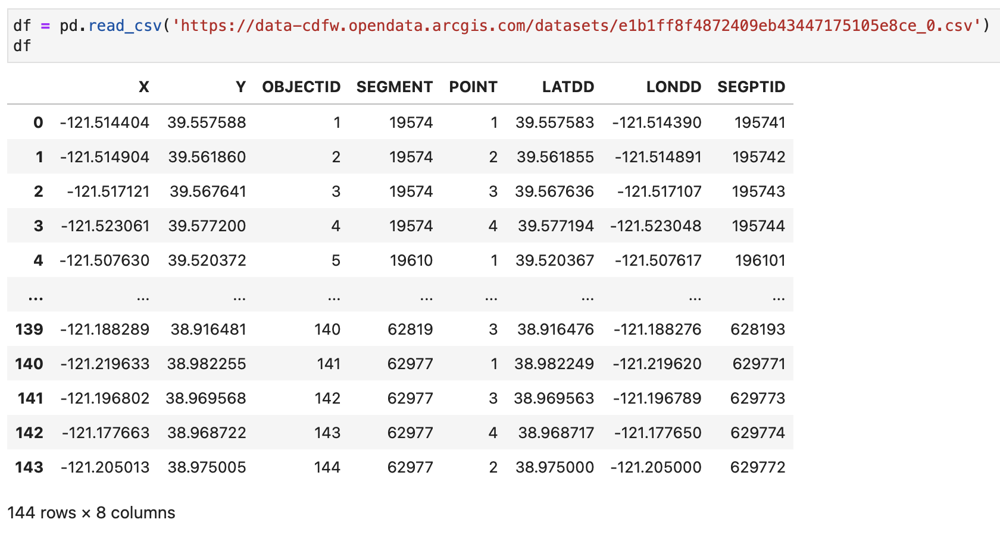 df = pd.read_csv('https://data-cdfw.opendata.arcgis.com/datasets/e1b1ff8f4872409eb43447175105e8ce_0.csv')
df
X Y OBJECTID SEGMENT POINT LATDD LONDD SEGPTID
0 -121.514404 39.557588 1 19574 1 39.557583 -121.514390 195741
1 -121.514904 39.561860 2 19574 2 39.561855 -121.514891 195742
2 -121.517121 39.567641 3 19574 3 39.567636 -121.517107 195743
3 -121.523061 39.577200 4 19574 4 39.577194 -121.523048 195744
4 -121.507630 39.520372 5 19610 1 39.520367 -121.507617 196101
... ... ... ... ... ... ... ... ...
139 -121.188289 38.916481 140 62819 3 38.916476 -121.188276 628193
140 -121.219633 38.982255 141 62977 1 38.982249 -121.219620 629771
141 -121.196802 38.969568 142 62977 3 38.969563 -121.196789 629773
142 -121.177663 38.968722 143 62977 4 38.968717 -121.177650 629774
143 -121.205013 38.975005 144 62977 2 38.975000 -121.205000 629772
144 rows × 8 columns